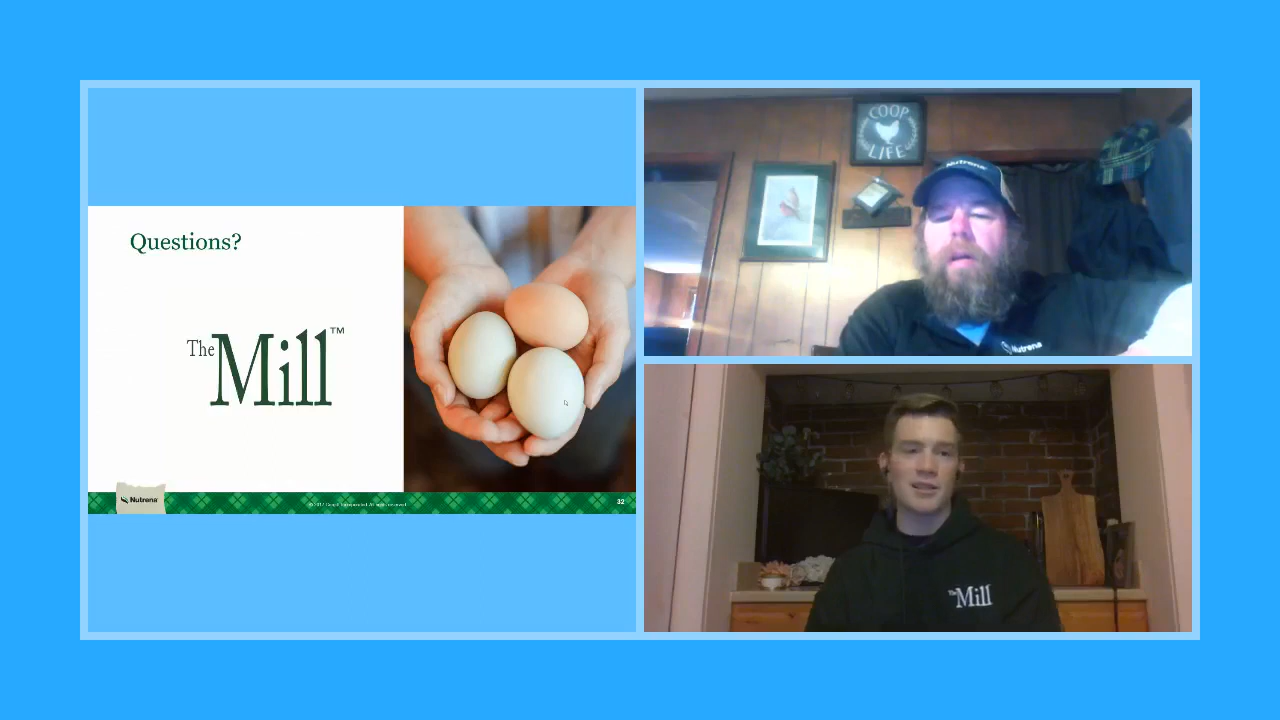 Questions?
The Mill™
Nutrena
32
COOP
LIFE
Nutrena
Nutrena
The Mill